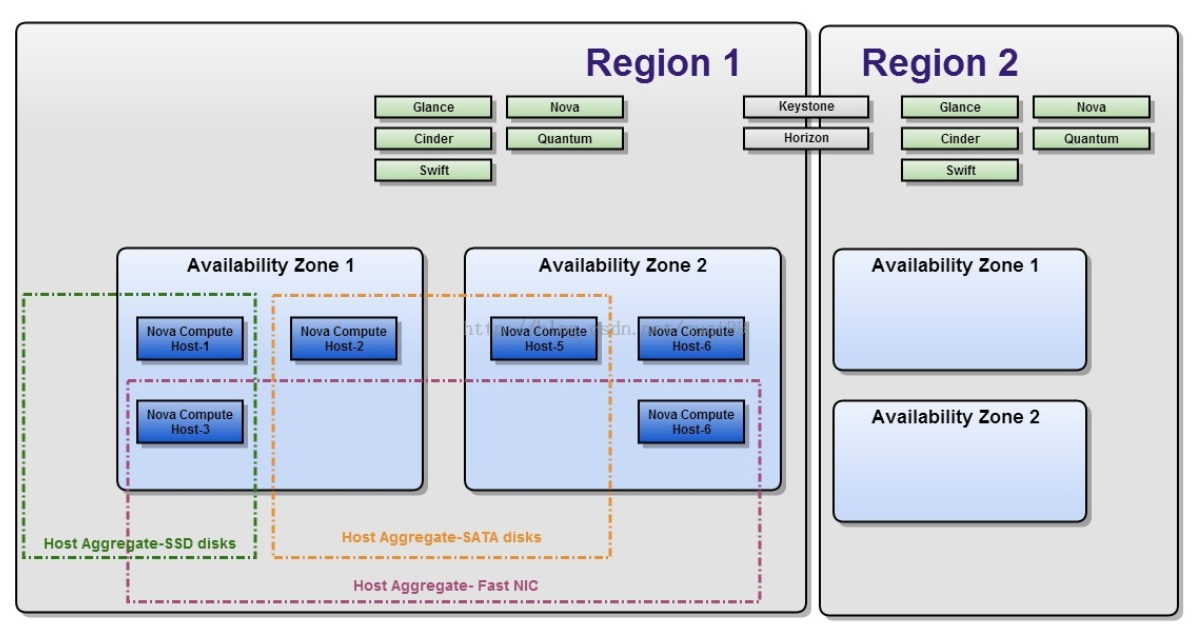 Region 1
Region 2
Glance
Nova
Keystone
Glance
Nova
Cinder
Quantum
Horizon
Cinder
Quantum
Swift
Swift
Availability Zone 1
Availability Zone 2
Availability Zone 1
Nova Compute
Host-1
Nova Compute
Host-2
Nova Compute
Host-5
Nova Compute
Host-6
Nova Compute
Host-3
Nova Compute
Host-6
Availability Zone 2
Host Aggregate-SSD disks
Host Aggregate-SATA disks
Host Aggregate- Fast NIC